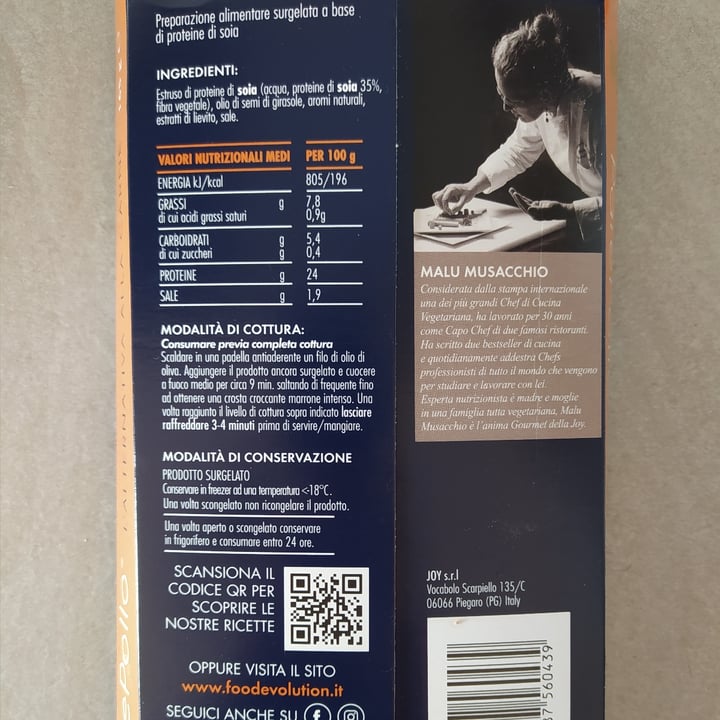 Preparazione alimentare surgelata a base
di proteine di soia
INGREDIENTI:
Estruso di proteine di soia (acqua, proteine di soia 35%,
fibra vegetale), olio di semi di girasole, aromi naturali,
estratti di lievito, sale.
VALORI NUTRIZIONALI MEDI PER 100 g
ENERGIA kJ/kcal 805/196
GRASSI g 7,8
di cui acidi grassi saturi 0,9g
CARBOIDRATI g 5,4
di cui zuccheri g 0,4
PROTEINE g 24
SALE g 1,9
MODALITÀ DI COTTURA:
Consumare previa completa cottura
Scaldare in una padella antiaderente un filo di olio di
oliva. Aggiungere il prodotto ancora surgelato e cuocere
a fuoco medio per circa 9 min. saltando di frequente fino
ad ottenere una crosta croccante marrone intenso. Una
volta raggiunto il livello di cottura sopra indicato lasciare
raffreddare 3-4 minuti prima di servire/mangiare.
MODALITÀ DI CONSERVAZIONE
PRODOTTO SURGELATO
Conservare in freezer ad una temperatura <-18°C.
Una volta scongelato non ricongelare il prodotto.
Una volta aperto o scongelato conservare
in frigorifero e consumare entro 24 ore.
SCANSIONA IL
CODICE QR PER
SCOPRIRE LE
NOSTRE RICETTE
OPPURE VISITA IL SITO
www.foodevolution.it
SEGUICI ANCHE SU
MALU MUSACCHIO
Considerata dalla stampa internazionale
una dei più grandi Chef di Cucina
Vegetariana, ha lavorato per 30 anni
come Capo Chef di due famosi ristoranti.
Ha scritto due bestseller di cucina
e quotidianamente addestra Chefs
professionisti di tutto il mondo che vengono
per studiare e lavorare con lei.
Esperta nutrizionista è madre e moglie
in una famiglia tutta vegetariana, Malu
Musacchio è l'anima Gourmet della Joy.
JOY s.r.l
Vocabolo Scarpiello 135/C
06066 Piegaro (PG) Italy
560439